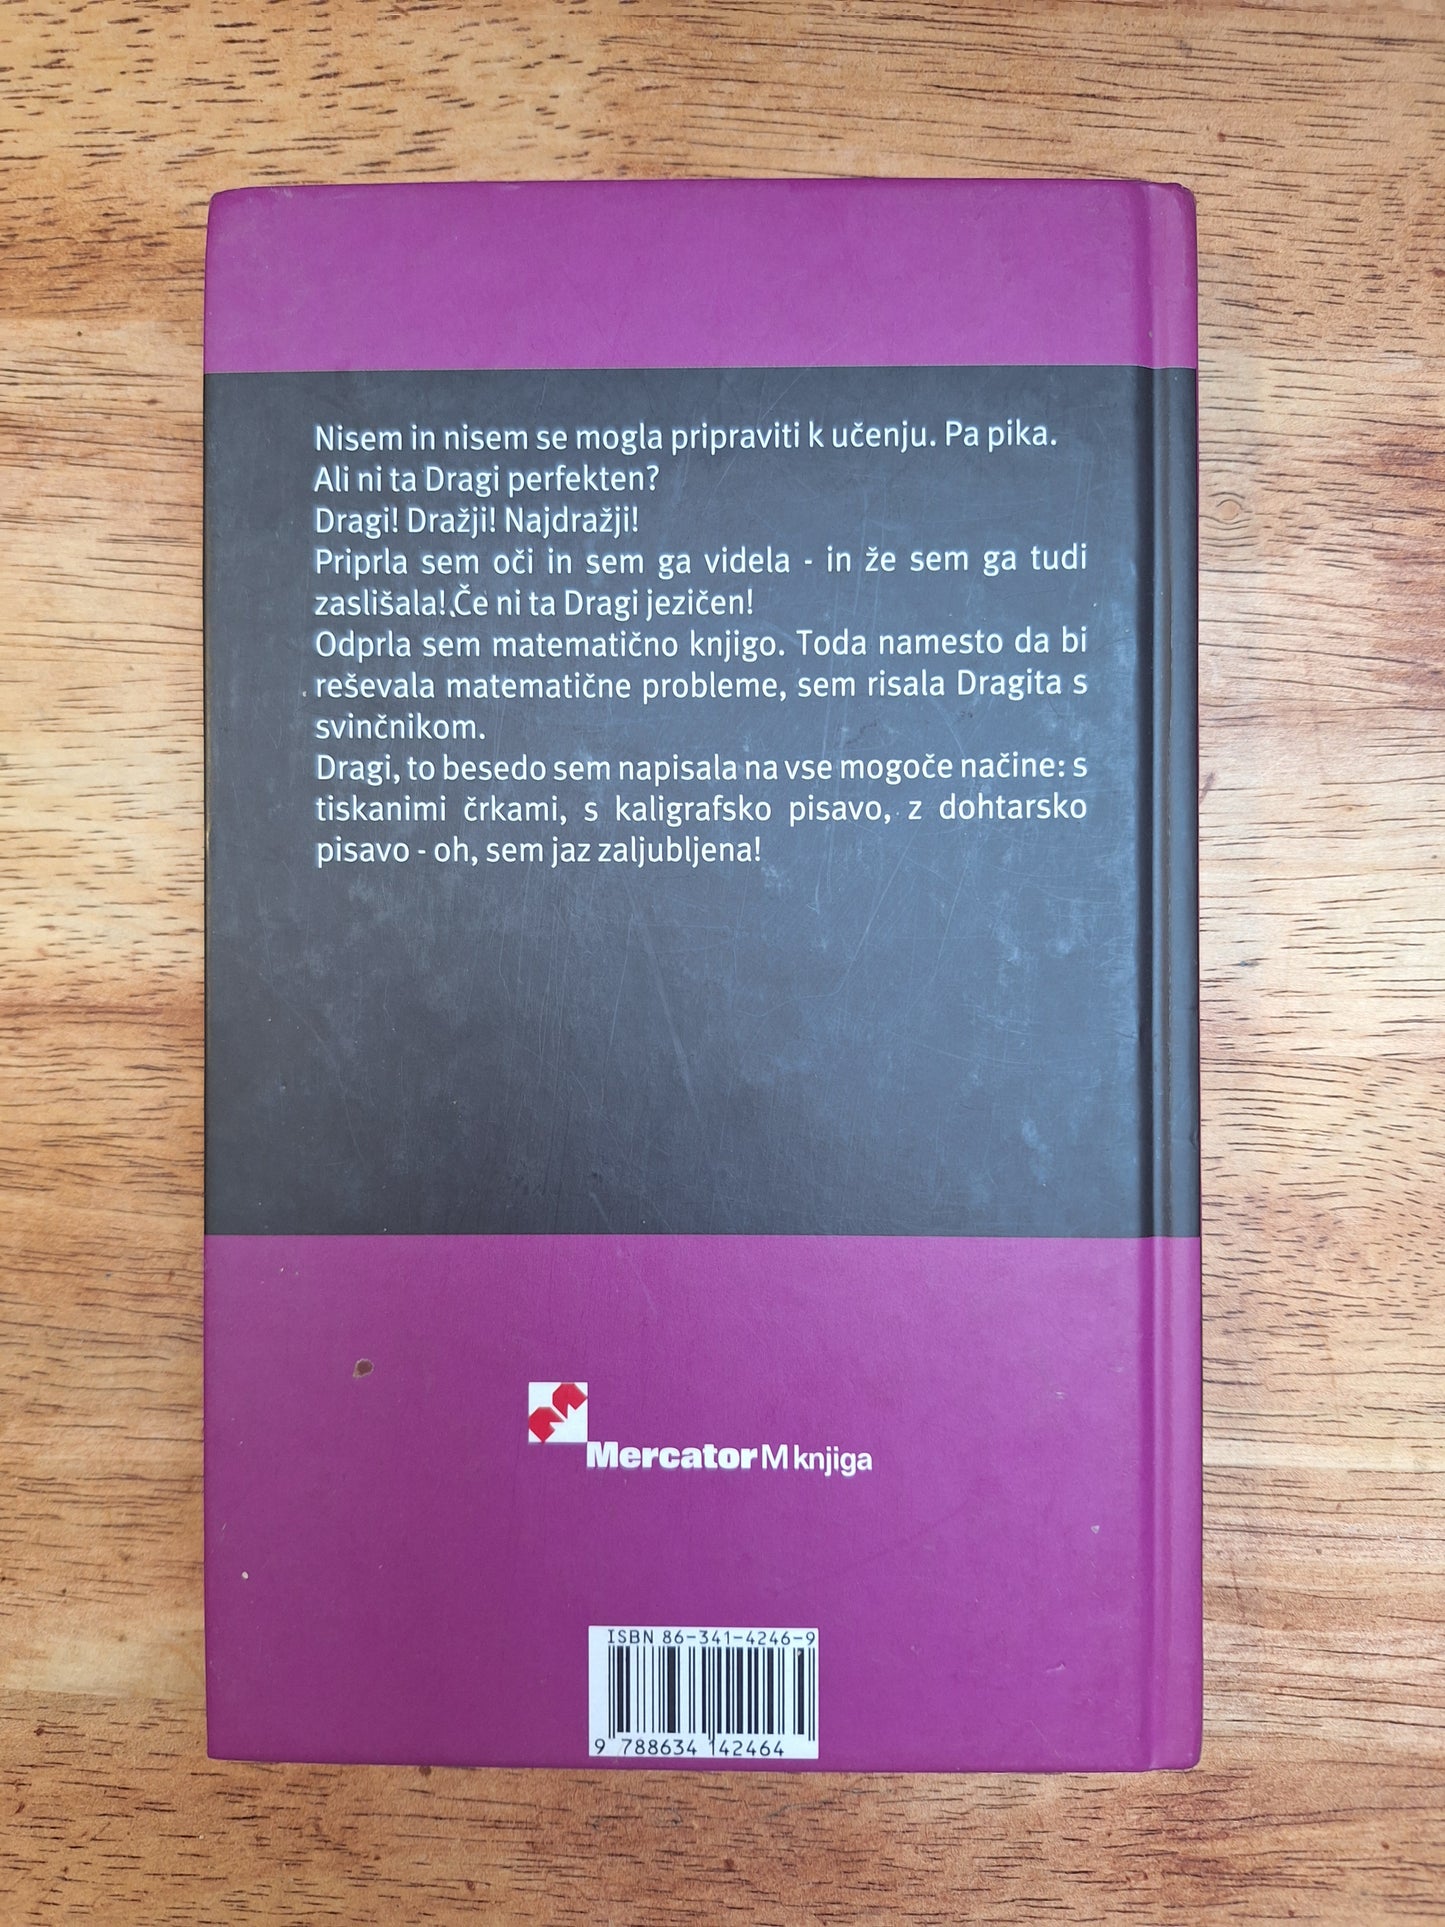 Nisem in nisem se mogla pripraviti k učenju. Pa pika.
Ali ni ta Dragi perfekten?
Dragi! Dražji! Najdražji!
Priprla sem oči in sem ga videla - in že sem ga tudi
zaslišala! Če ni ta Dragi jezičen!
Odprla sem matematično knjigo. Toda namesto da bi
reševala matematične probleme, sem risala Dragita s
svinčnikom.
Dragi, to besedo sem napisala na vse mogoče načine: s
tiskanimi črkami, s kaligrafsko pisavo, z dohtarsko
pisavo - oh, sem jaz zaljubljena!
Mercator M knjiga
ISBN 86-341-4246-9
9 788634 142464